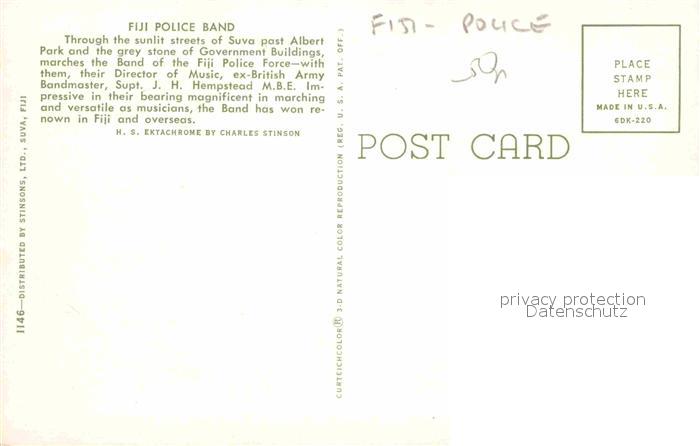 FIJI POLICE BAND
Through the sunlit streets of Suva past Albert
Park and the grey stone of Government Buildings,
marches the Band of the Fiji Police Force—with
them, their Director of Music, ex-British Army
Bandmaster, Supt. J. H. Hempstead M.B.E. Im-
pressive in their bearing magnificent in marching
and versatile as musicians, the Band has won re-
nown in Fiji and overseas.
H. S. EKTACHROME BY CHARLES STINSON
1146—DISTRIBUTED BY STINSONS, LTD., SUVA, FIJI
CURTEICHCOLOR® 3-D NATURAL COLOR REPRODUCTION (REG. U. S. A. PAT. OFF.)
FIJI - POLICE
50p
POST CARD
PLACE
STAMP
HERE
MADE IN U.S.A.
6DK-220
privacy protection
Datenschutz